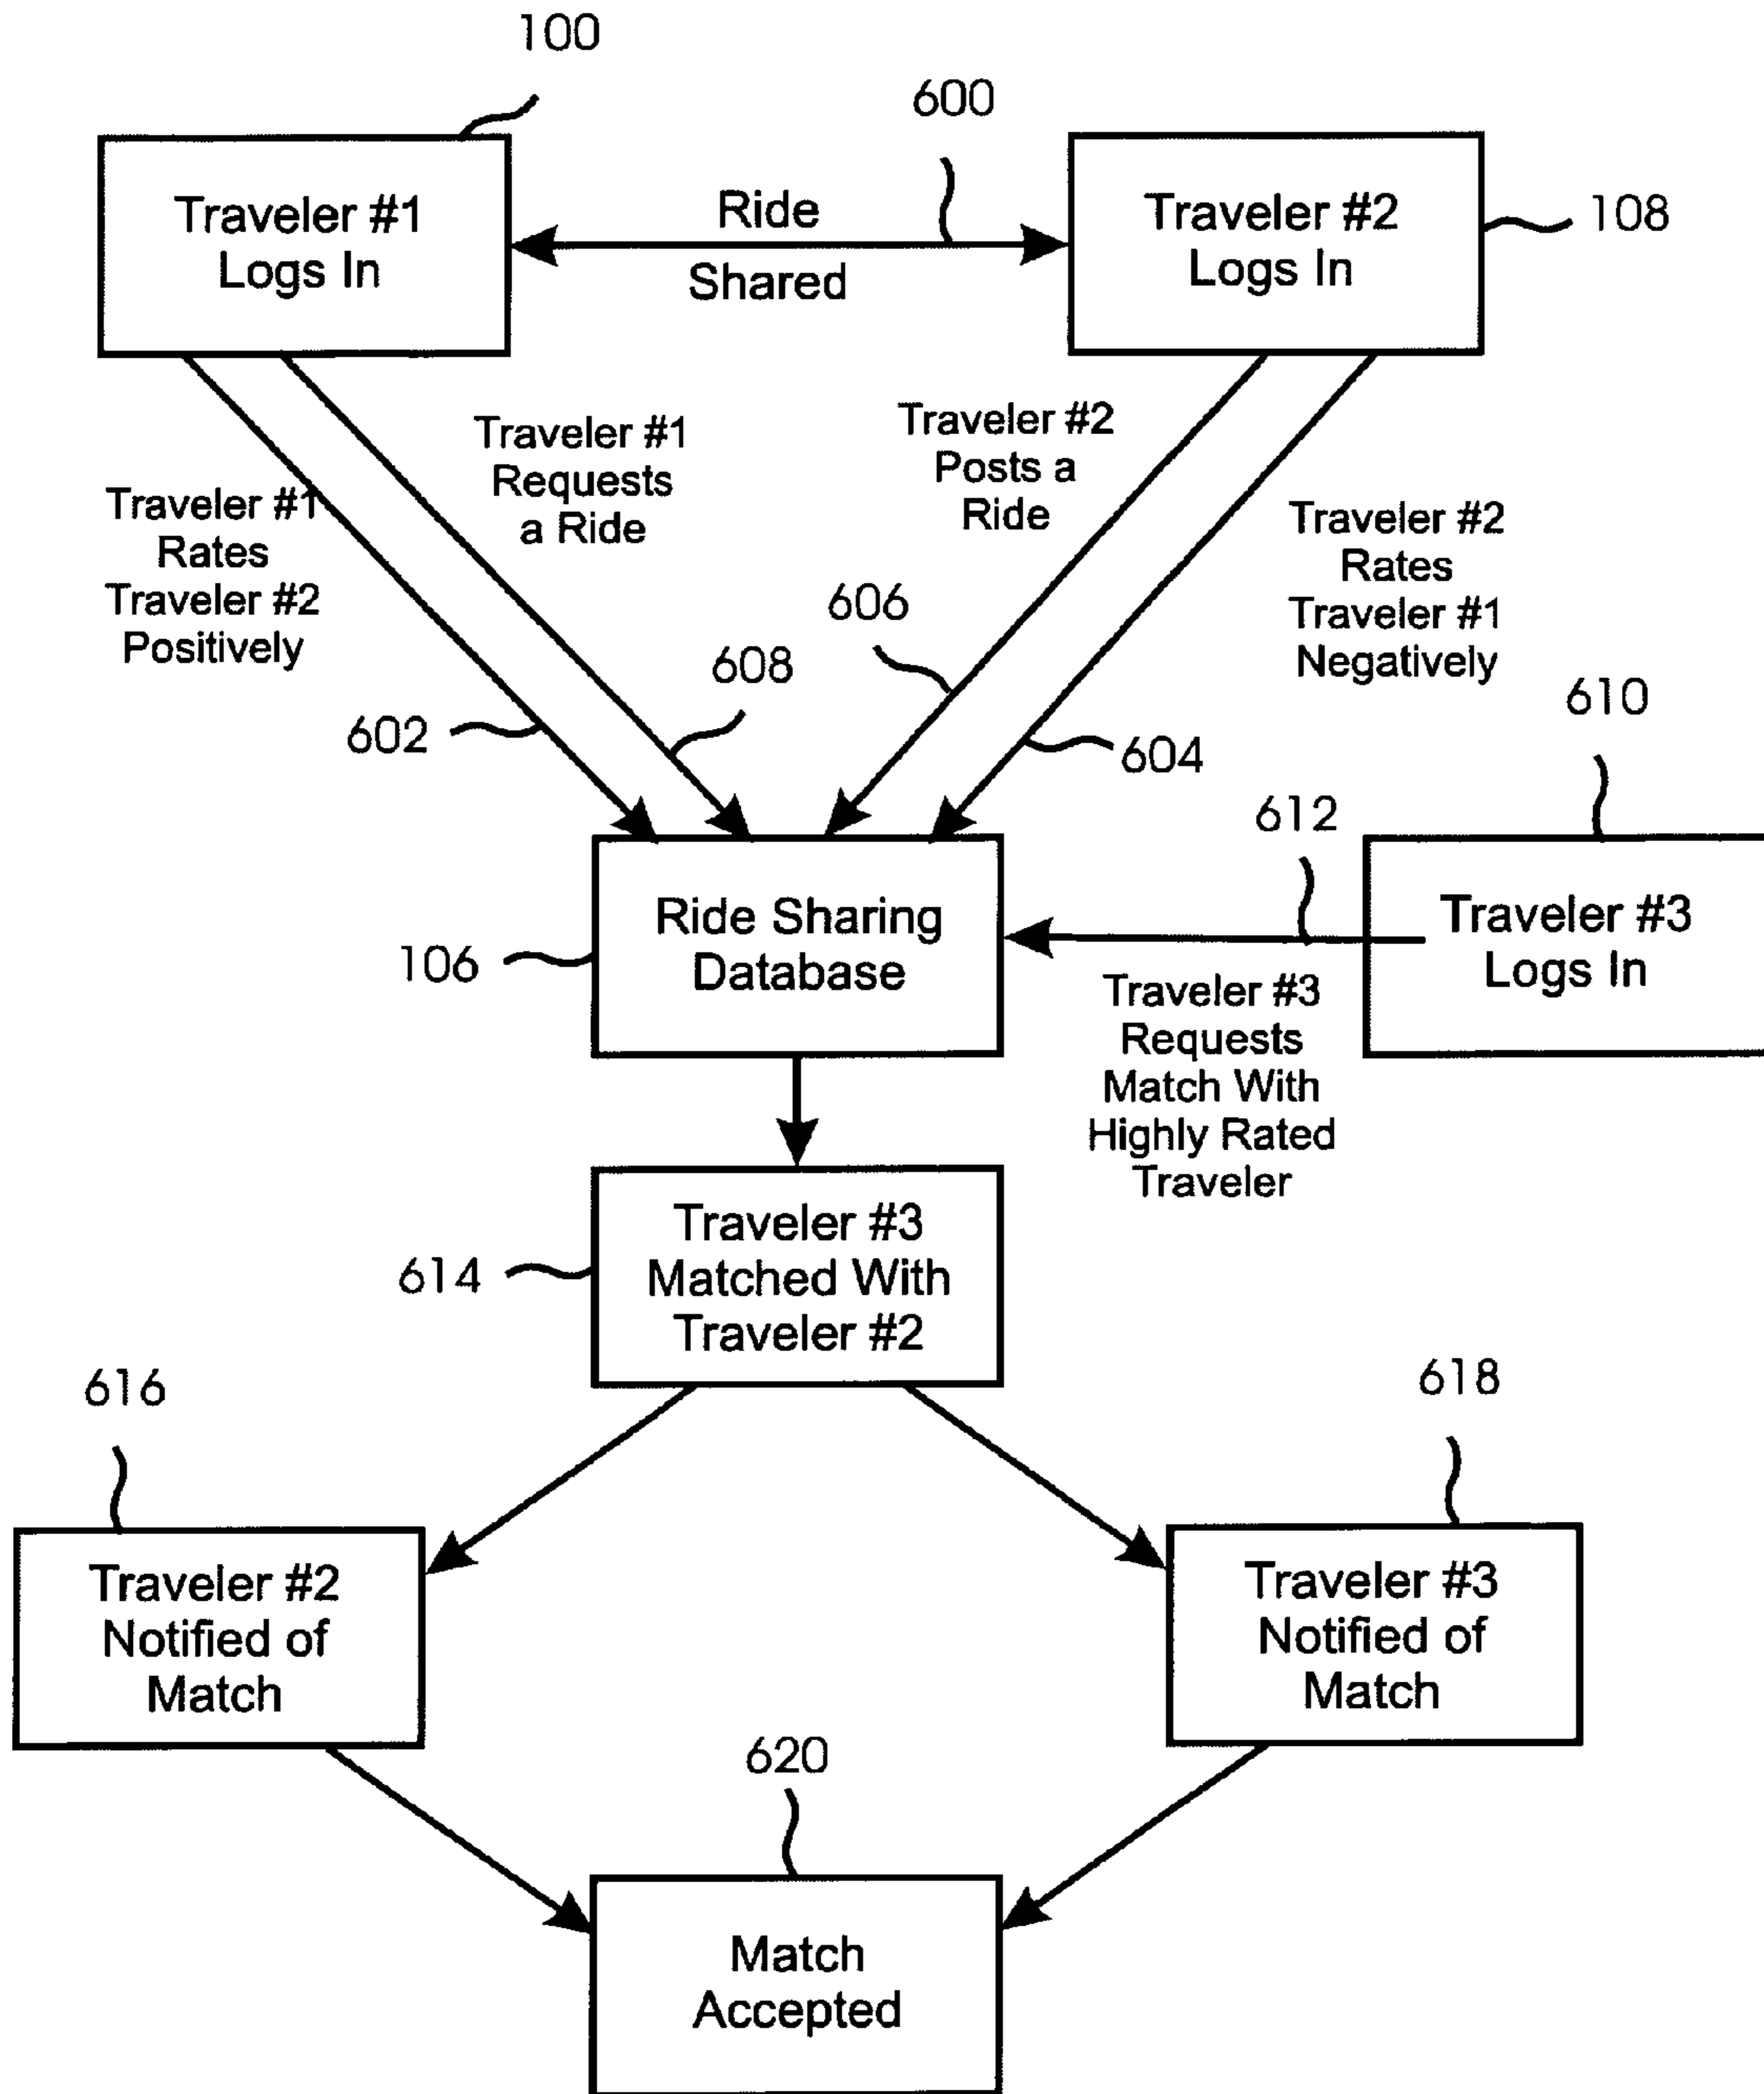 100
600
Traveler #1
Logs In
Ride
Shared
Traveler #2
Logs In
108
Traveler #1
Rates
Traveler #2
Positively
Traveler #1
Requests
a Ride
Traveler #2
Posts a
Ride
Traveler #2
Rates
Traveler #1
Negatively
606
608
602
604
610
612
Ride Sharing
Database
106
Traveler #3
Logs In
Traveler #3
Requests
Match With
Highly Rated
Traveler
Traveler #3
Matched With
Traveler #2
614
616
618
Traveler #2
Notified of
Match
Traveler #3
Notified of
Match
620
Match
Accepted